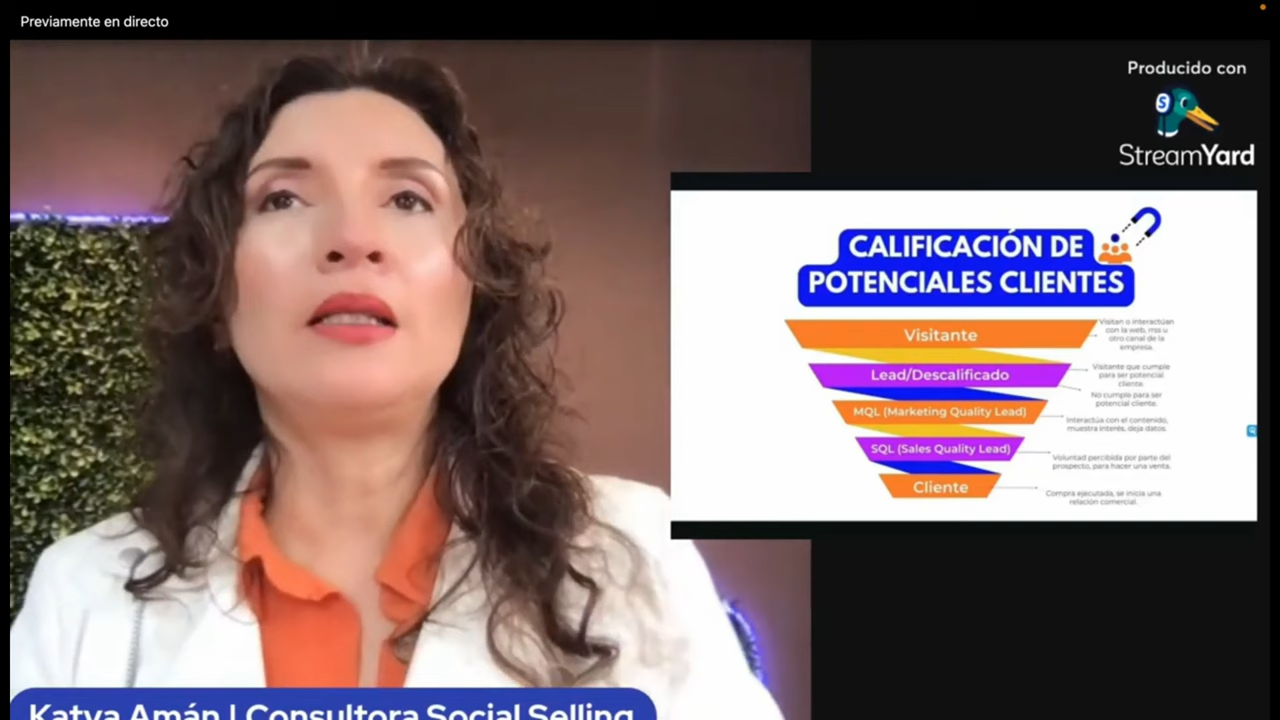 Previamente en directo
Producido con
S
StreamYard
CALIFICACIÓN DE
POTENCIALES CLIENTES
Visitante
Visitan o interactúan
con la web, rrss u
otro canal de la
empresa.
Lead/Descalificado
Visitante que cumple
para ser potencial
cliente.
No cumple para ser
potencial cliente.
MQL (Marketing Quality Lead)
Interactúa con el contenido,
muestra interés, deja datos.
SQL (Sales Quality Lead)
Voluntad percibida por parte del
prospecto, para hacer una venta.
Cliente
Compra ejecutada, se inicia una
relación comercial.
Katya Amán | Consultora Social Selling